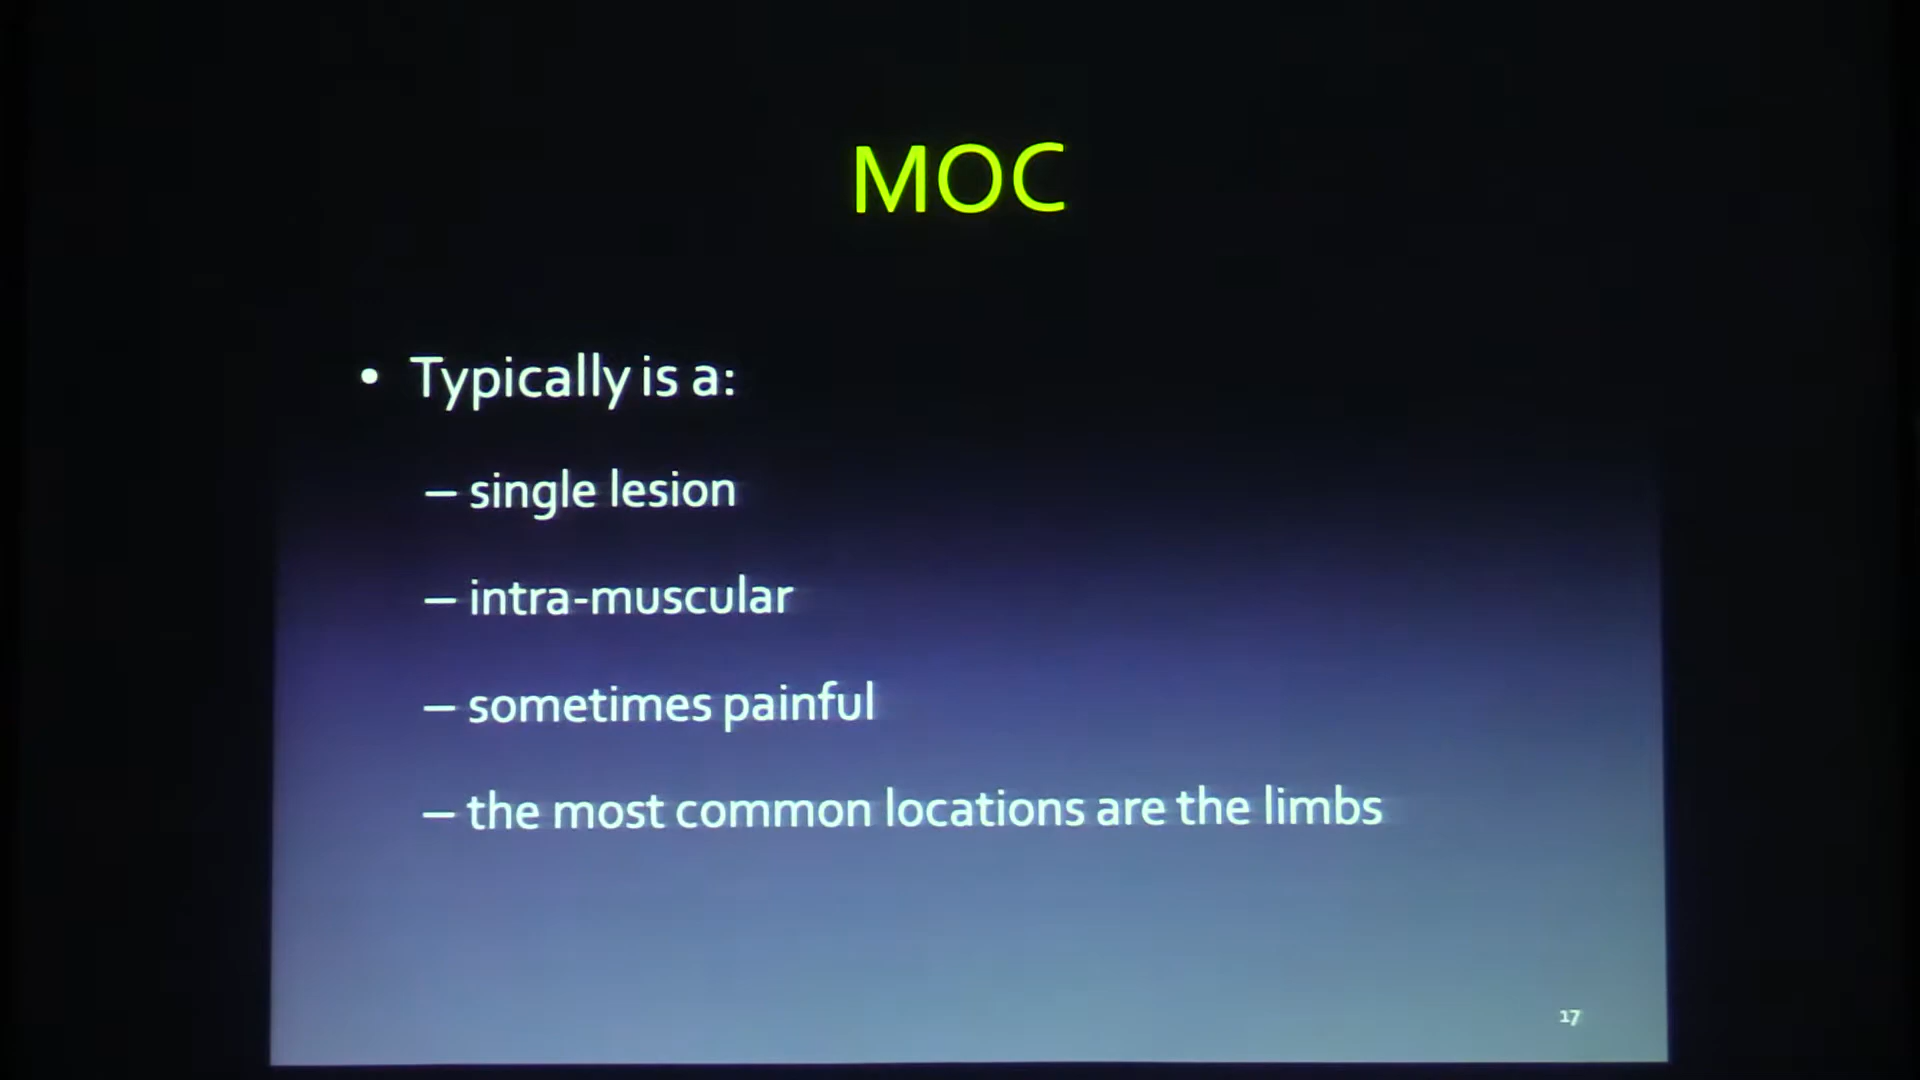 MOC
• Typically is a:
– single lesion
– intra-muscular
– sometimes painful
– the most common locations are the limbs
17